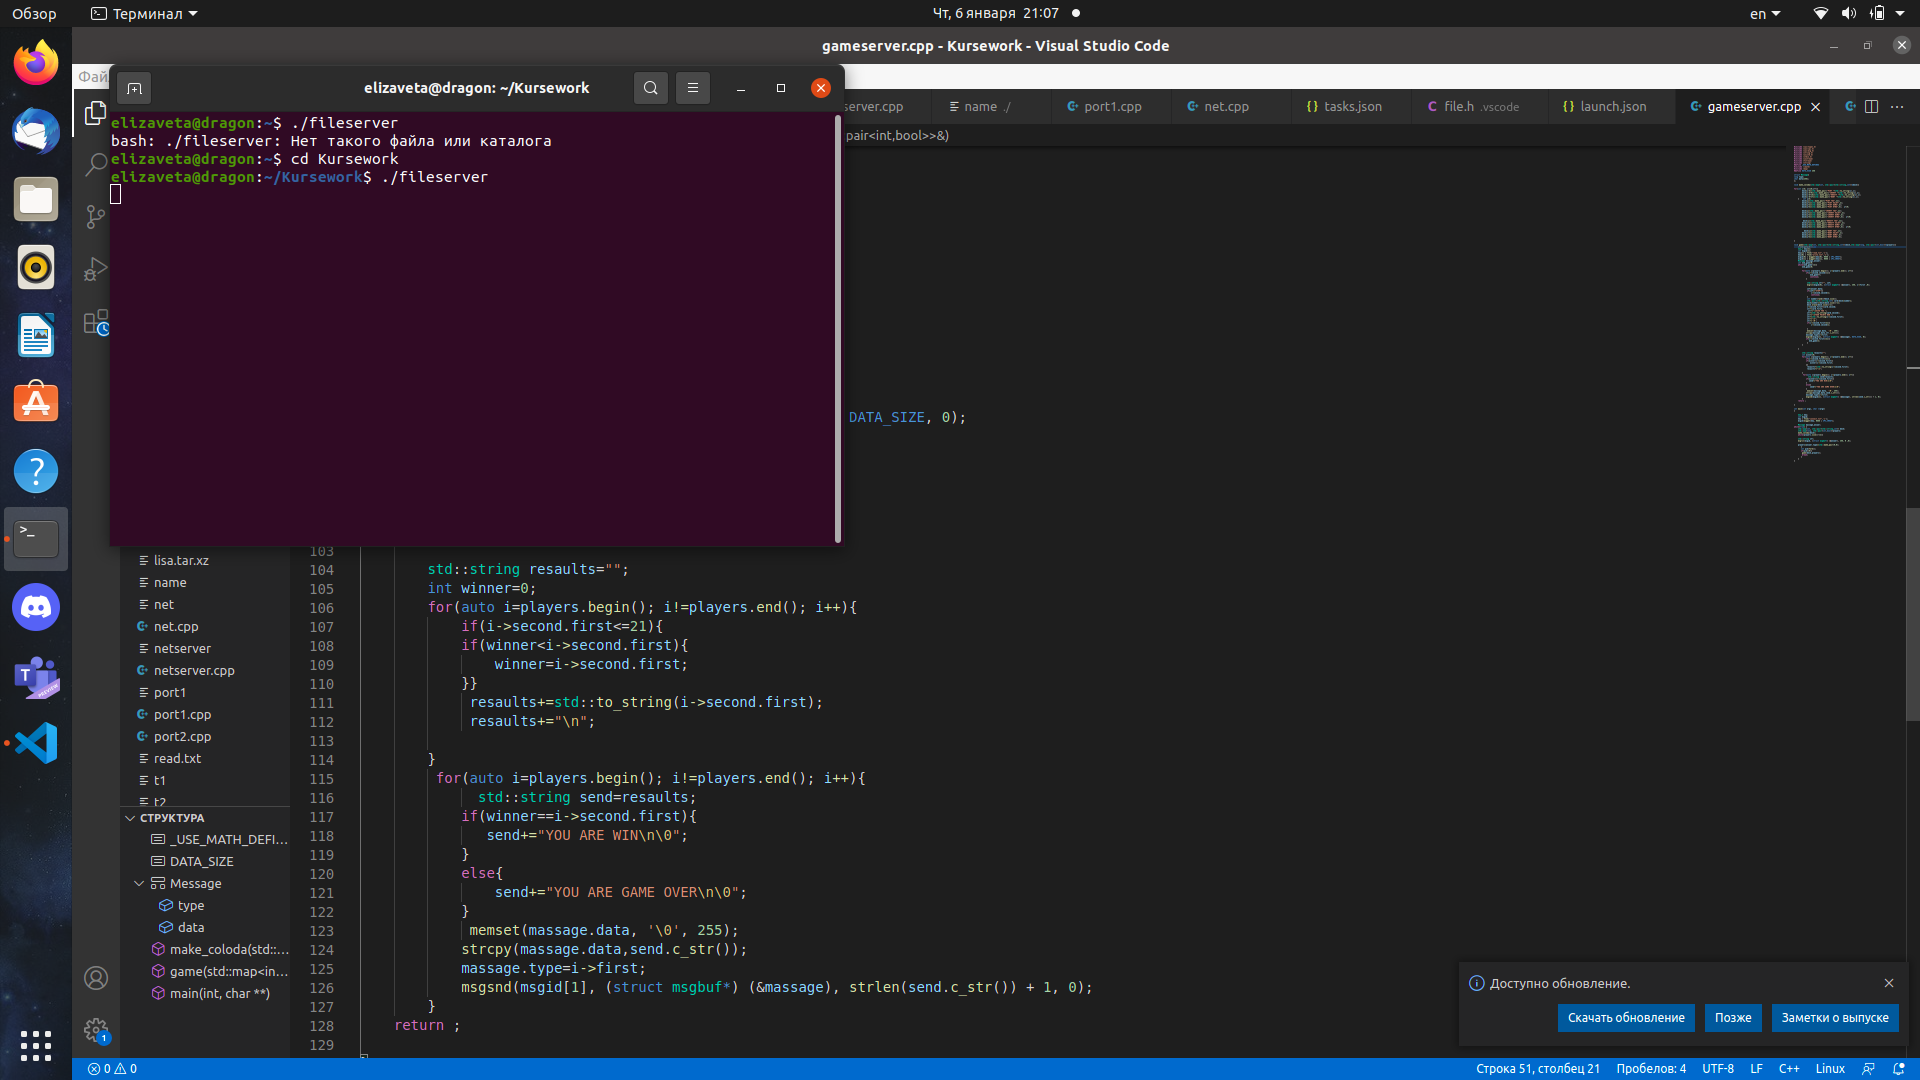 Обзор
Терминал
Чт, 6 января 21:07
en
gameserver.cpp - Kursework - Visual Studio Code
Фай
elizaveta@dragon: ~/Kursework
server.cpp
name ./
port1.cpp
net.cpp
tasks.json
file.h .vscode
launch.json
gameserver.cpp
pair<int,bool>>&)
elizaveta@dragon:~$ ./fileserver
bash: ./fileserver: Нет такого файла или каталога
elizaveta@dragon:~$ cd Kursework
elizaveta@dragon:~/Kursework$ ./fileserver
DATA_SIZE, 0);
lisa.tar.xz
name
net
net.cpp
netserver
netserver.cpp
port1
port1.cpp
port2.cpp
read.txt
t1
t2
СТРУКТУРА
_USE_MATH_DEFI...
DATA_SIZE
Message
type
data
make_coloda(std::...
game(std::map<in...
main(int, char **)
103
104 std::string resaults="";
105 int winner=0;
106 for(auto i=players.begin(); i!=players.end(); i++){
107 if(i->second.first<=21){
108 if(winner<i->second.first){
109 winner=i->second.first;
110 }}
111 resaults+=std::to_string(i->second.first);
112 resaults+="\n";
113
114 }
115 for(auto i=players.begin(); i!=players.end(); i++){
116 std::string send=resaults;
117 if(winner==i->second.first){
118 send+="YOU ARE WIN\n\0";
119 }
120 else{
121 send+="YOU ARE GAME OVER\n\0";
122 }
123 memset(massage.data, '\0', 255);
124 strcpy(massage.data,send.c_str());
125 massage.type=i->first;
126 msgsnd(msgid[1], (struct msgbuf*) (&massage), strlen(send.c_str()) + 1, 0);
127 }
128 return ;
129
Доступно обновление.
Скачать обновление
Позже
Заметки о выпуске
1
0 0
Строка 51, столбец 21
Пробелов: 4
UTF-8
LF
C++
Linux